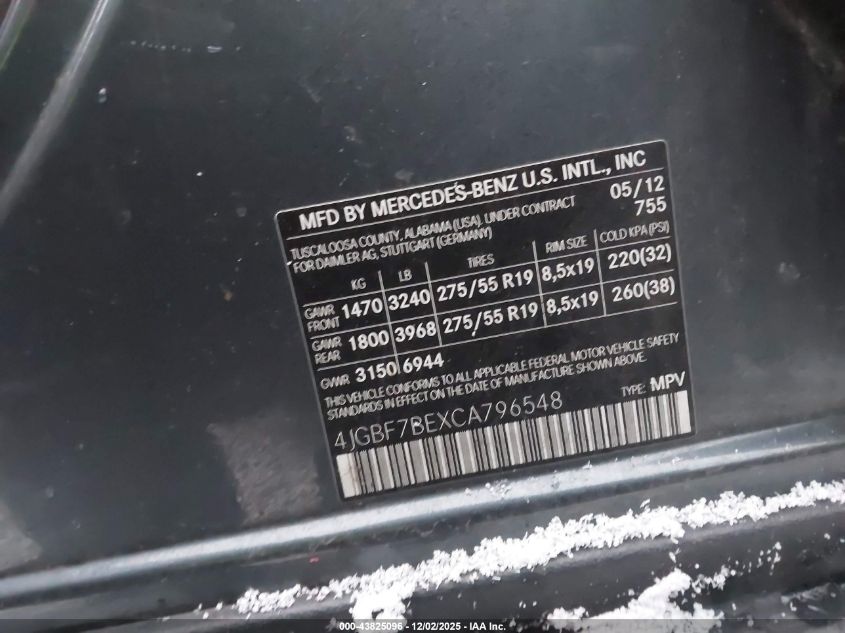 MFD BY MERCEDES-BENZ U.S. INTL., INC
TUSCALOOSA COUNTY, ALABAMA (USA). UNDER CONTRACT 05/12
FOR DAIMLER AG, STUTTGART (GERMANY) 755
KG LB TIRES RIM SIZE COLD KPA (PSI)
GAWR FRONT 1470 3240 275/55 R19 8,5x19 220(32)
GAWR REAR 1800 3968 275/55 R19 8,5x19 260(38)
GVWR 3150 6944
THIS VEHICLE CONFORMS TO ALL APPLICABLE FEDERAL MOTOR VEHICLE SAFETY
STANDARDS IN EFFECT ON THE DATE OF MANUFACTURE SHOWN ABOVE.
4JGBF7BEXCA796548 TYPE: MPV
000-43825096 - 12/02/2025 - IAA Inc.